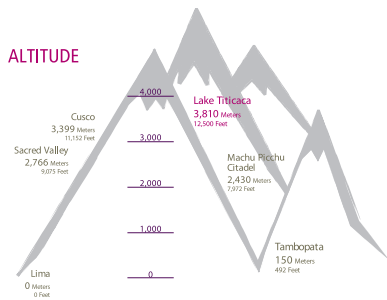 ALTITUDE
4,000
Lake Titicaca
3,810 Meters
12,500 Feet
Cusco
3,399 Meters
11,152 Feet
3,000
Sacred Valley
2,766 Meters
9,075 Feet
Machu Picchu
Citadel
2,430 Meters
7,972 Feet
2,000
1,000
Tambopata
150 Meters
492 Feet
Lima
0 Meters
0 Feet
0